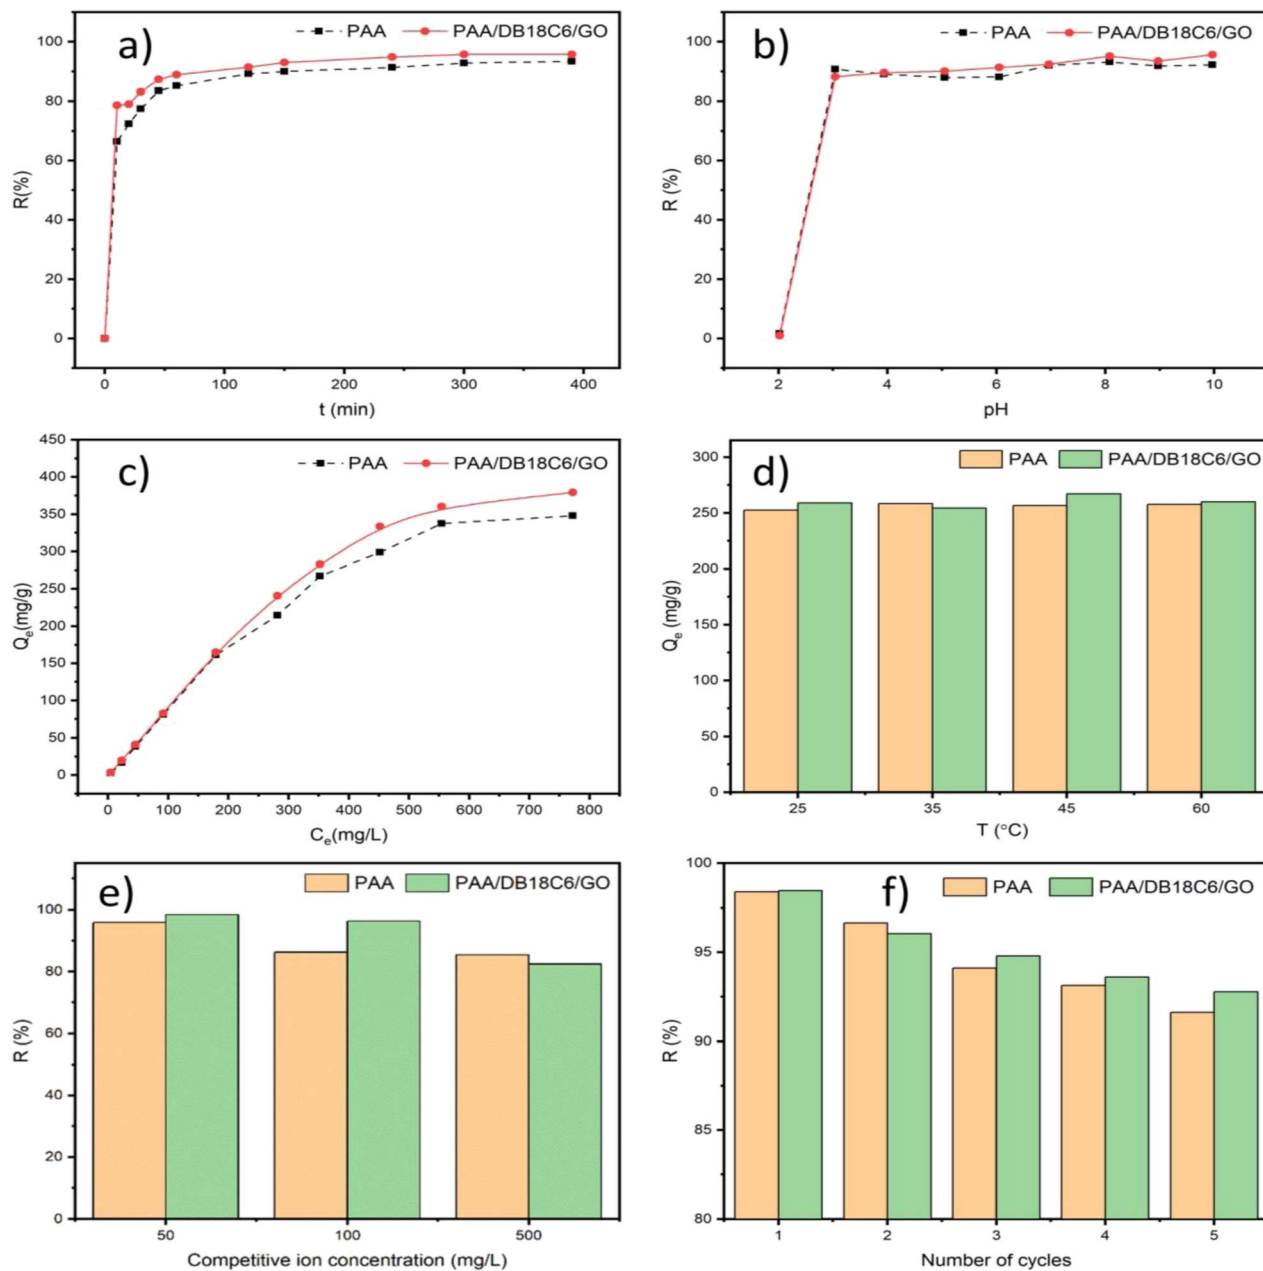 a)
PAA PAA/DB18C6/GO
100
80
60
40
20
0
R(%)
0 100 200 300 400
t (min)
b)
PAA PAA/DB18C6/GO
100
80
60
40
20
0
R (%)
2 4 6 8 10
pH
c)
PAA PAA/DB18C6/GO
450
400
350
300
250
200
150
100
50
0
Qe(mg/g)
0 100 200 300 400 500 600 700 800
Ce(mg/L)
d)
PAA PAA/DB18C6/GO
300
250
200
150
100
50
0
Qe (mg/g)
25 35 45 60
T (°C)
e)
PAA PAA/DB18C6/GO
100
80
60
40
20
0
R (%)
50 100 500
Competitive ion concentration (mg/L)
f)
PAA PAA/DB18C6/GO
100
95
90
85
80
R (%)
1 2 3 4 5
Number of cycles